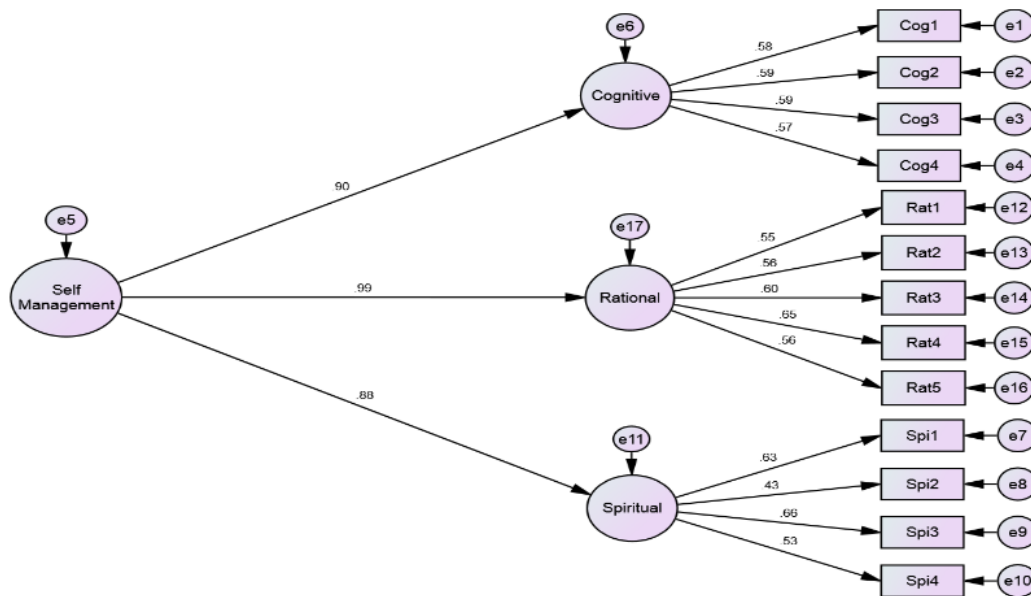 e6
Cog1
e1
.58
Cog2
e2
.59
Cognitive
.59
Cog3
e3
.57
Cog4
e4
.90
Rat1
e12
e5
e17
.55
Rat2
e13
.56
Self
Management
.99
Rational
.60
Rat3
e14
.65
Rat4
e15
.56
Rat5
e16
.88
Spi1
e7
e11
.63
Spi2
e8
.43
Spiritual
.66
Spi3
e9
.53
Spi4
e10